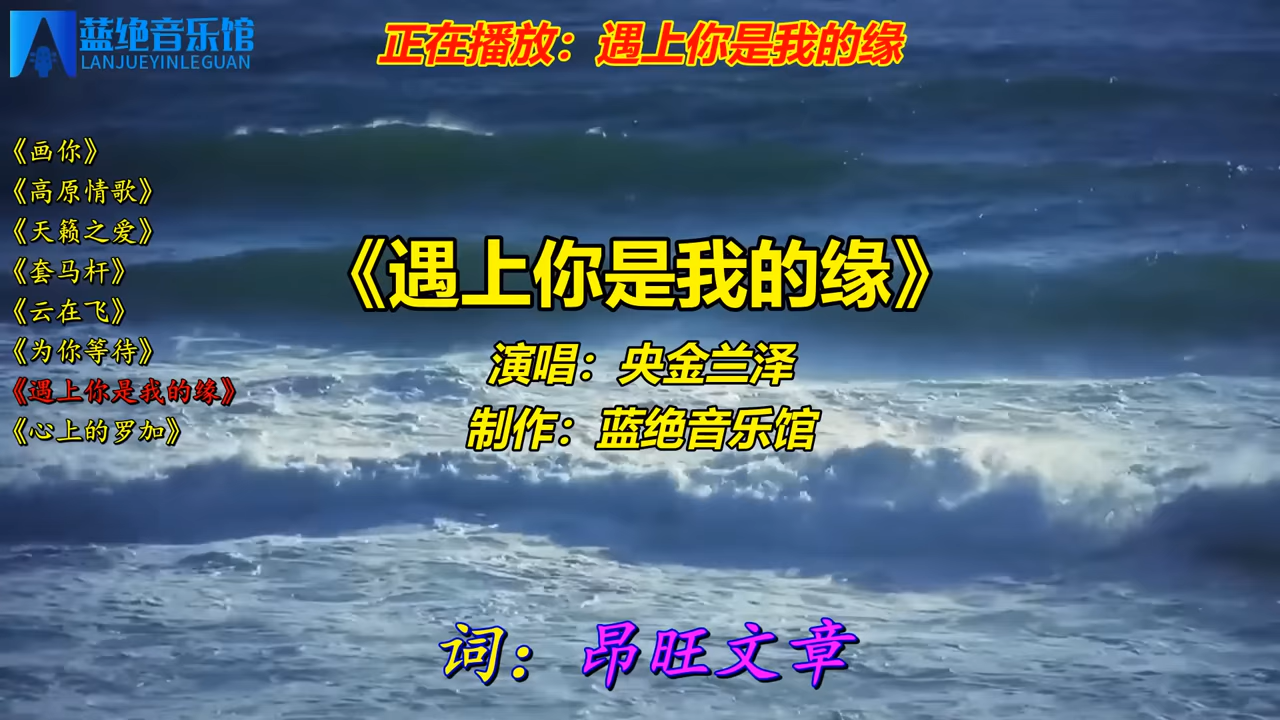 蓝绝音乐馆
LANJUEYINLEGUAN
正在播放：遇上你是我的缘
《画你》
《高原情歌》
《天籁之爱》
《套马杆》
《云在飞》
《为你等待》
《遇上你是我的缘》
《心上的罗加》
《遇上你是我的缘》
演唱：央金兰泽
制作：蓝绝音乐馆
词：昂旺文章